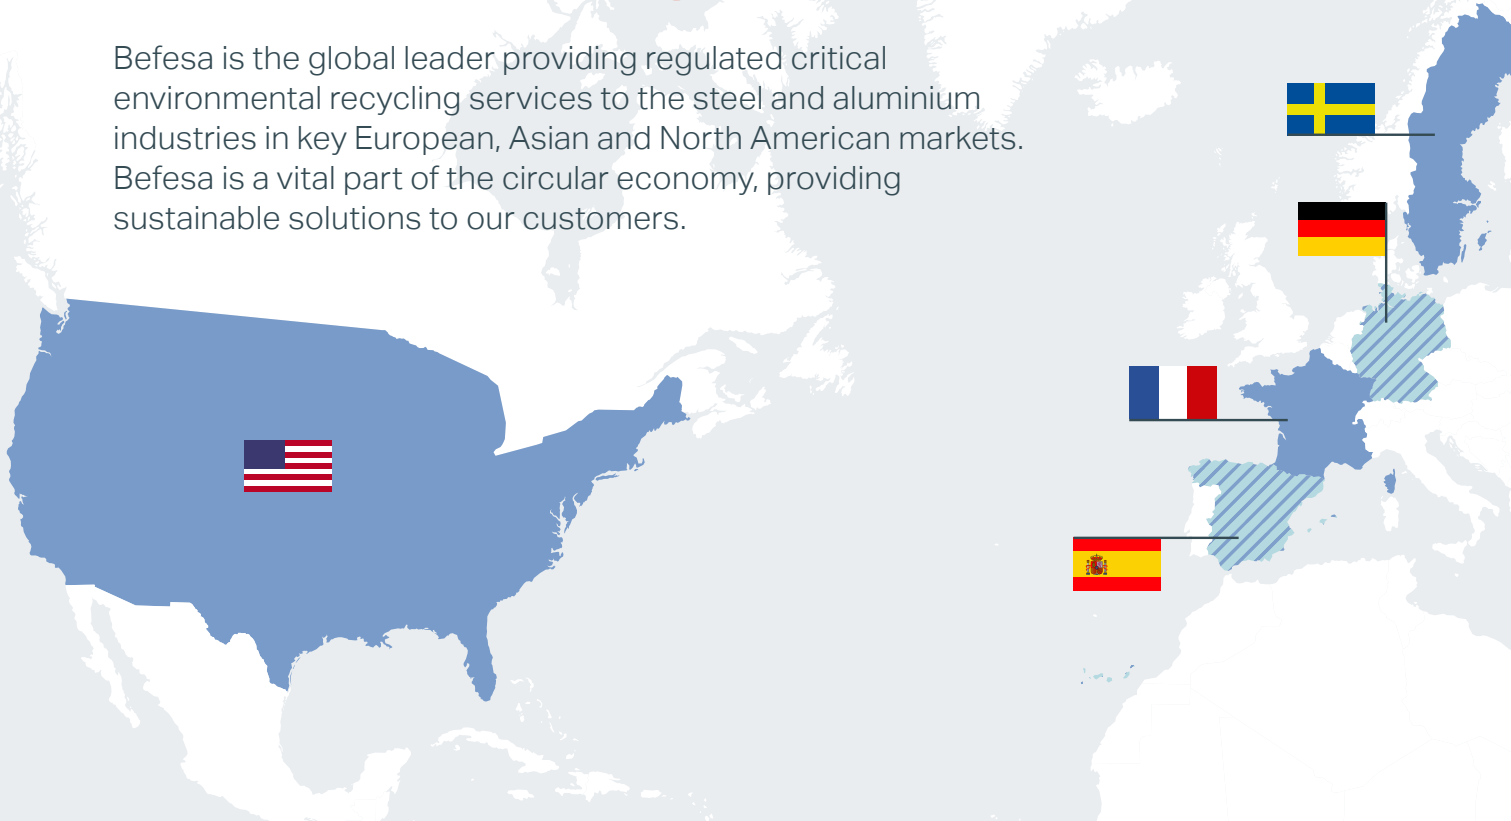 Befesa is the global leader providing regulated critical
environmental recycling services to the steel and aluminium
industries in key European, Asian and North American markets.
Befesa is a vital part of the circular economy, providing
sustainable solutions to our customers.